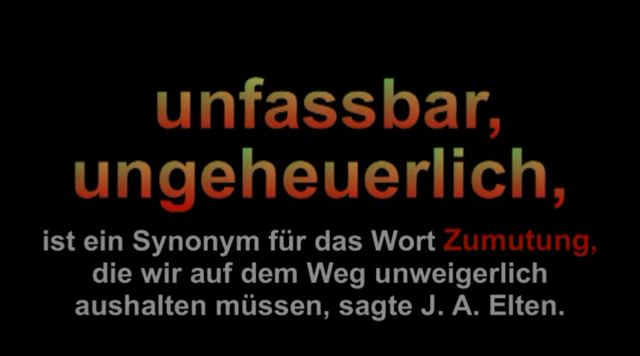 unfassbar,
ungeheuerlich,
ist ein Synonym für das Wort Zumutung,
die wir auf dem Weg unweigerlich
aushalten müssen, sagte J. A. Elten.